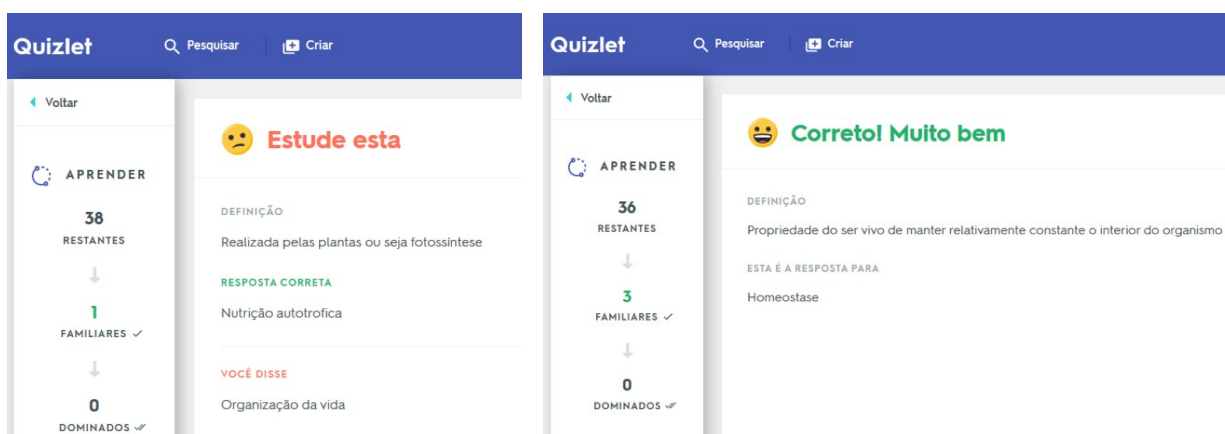 Quizlet Pesquisar Criar
Voltar
Estude esta
APRENDER
38
RESTANTES
1
FAMILIARES
0
DOMINADOS
DEFINIÇÃO
Realizada pelas plantas ou seja fotossíntese
RESPOSTA CORRETA
Nutrição autotrofica
VOCÊ DISSE
Organização da vida
Quizlet Pesquisar Criar
Voltar
Correto! Muito bem
APRENDER
36
RESTANTES
3
FAMILIARES
0
DOMINADOS
DEFINIÇÃO
Propriedade do ser vivo de manter relativamente constante o interior do organismo
ESTA É A RESPOSTA PARA
Homeostase